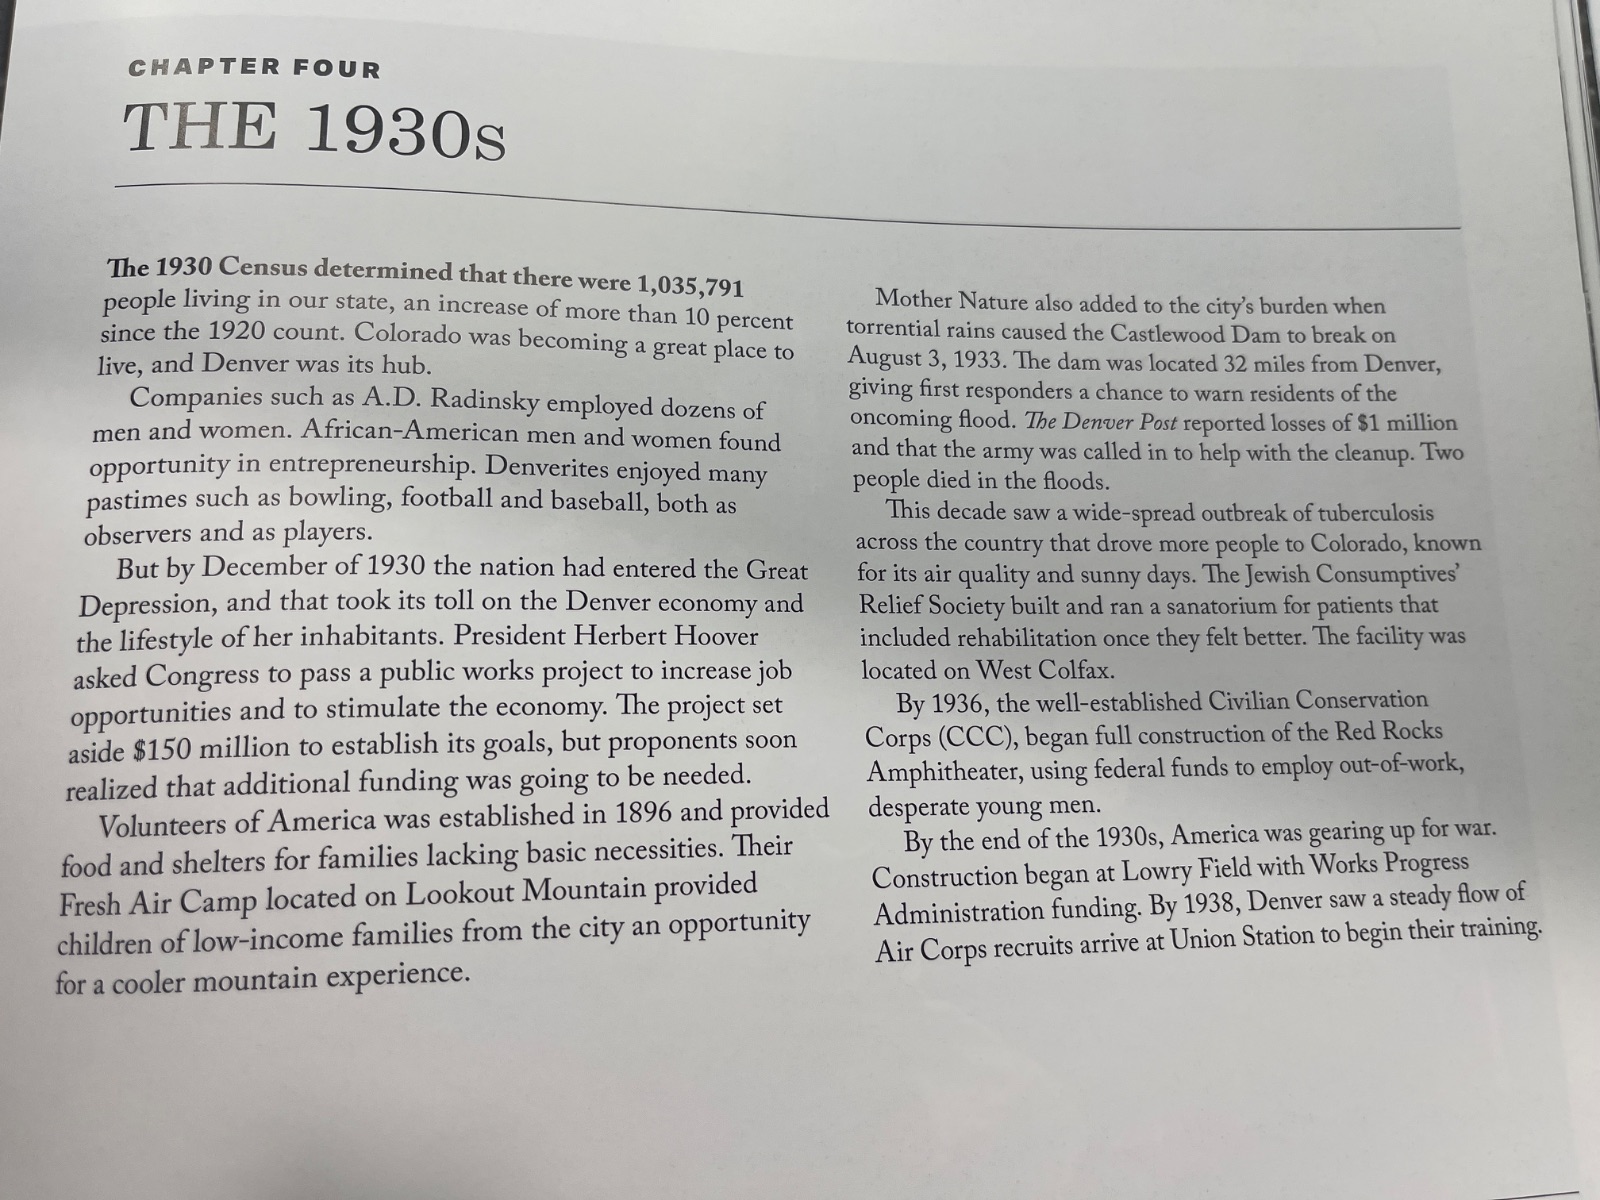 CHAPTER FOUR
THE 1930s
The 1930 Census determined that there were 1,035,791
people living in our state, an increase of more than 10 percent
since the 1920 count. Colorado was becoming a great place to
live, and Denver was its hub.
Companies such as A.D. Radinsky employed dozens of
men and women. African-American men and women found
opportunity in entrepreneurship. Denverites enjoyed many
pastimes such as bowling, football and baseball, both as
observers and as players.
But by December of 1930 the nation had entered the Great
Depression, and that took its toll on the Denver economy and
the lifestyle of her inhabitants. President Herbert Hoover
asked Congress to pass a public works project to increase job
opportunities and to stimulate the economy. The project set
aside $150 million to establish its goals, but proponents soon
realized that additional funding was going to be needed.
Volunteers of America was established in 1896 and provided
food and shelters for families lacking basic necessities. Their
Fresh Air Camp located on Lookout Mountain provided
children of low-income families from the city an opportunity
for a cooler mountain experience.
Mother Nature also added to the city's burden when
torrential rains caused the Castlewood Dam to break on
August 3, 1933. The dam was located 32 miles from Denver,
giving first responders a chance to warn residents of the
oncoming flood. The Denver Post reported losses of $1 million
and that the army was called in to help with the cleanup. Two
people died in the floods.
This decade saw a wide-spread outbreak of tuberculosis
across the country that drove more people to Colorado, known
for its air quality and sunny days. The Jewish Consumptives'
Relief Society built and ran a sanatorium for patients that
included rehabilitation once they felt better. The facility was
located on West Colfax.
By 1936, the well-established Civilian Conservation
Corps (CCC), began full construction of the Red Rocks
Amphitheater, using federal funds to employ out-of-work,
desperate young men.
By the end of the 1930s, America was gearing up for war.
Construction began at Lowry Field with Works Progress
Administration funding. By 1938, Denver saw a steady flow of
Air Corps recruits arrive at Union Station to begin their training.